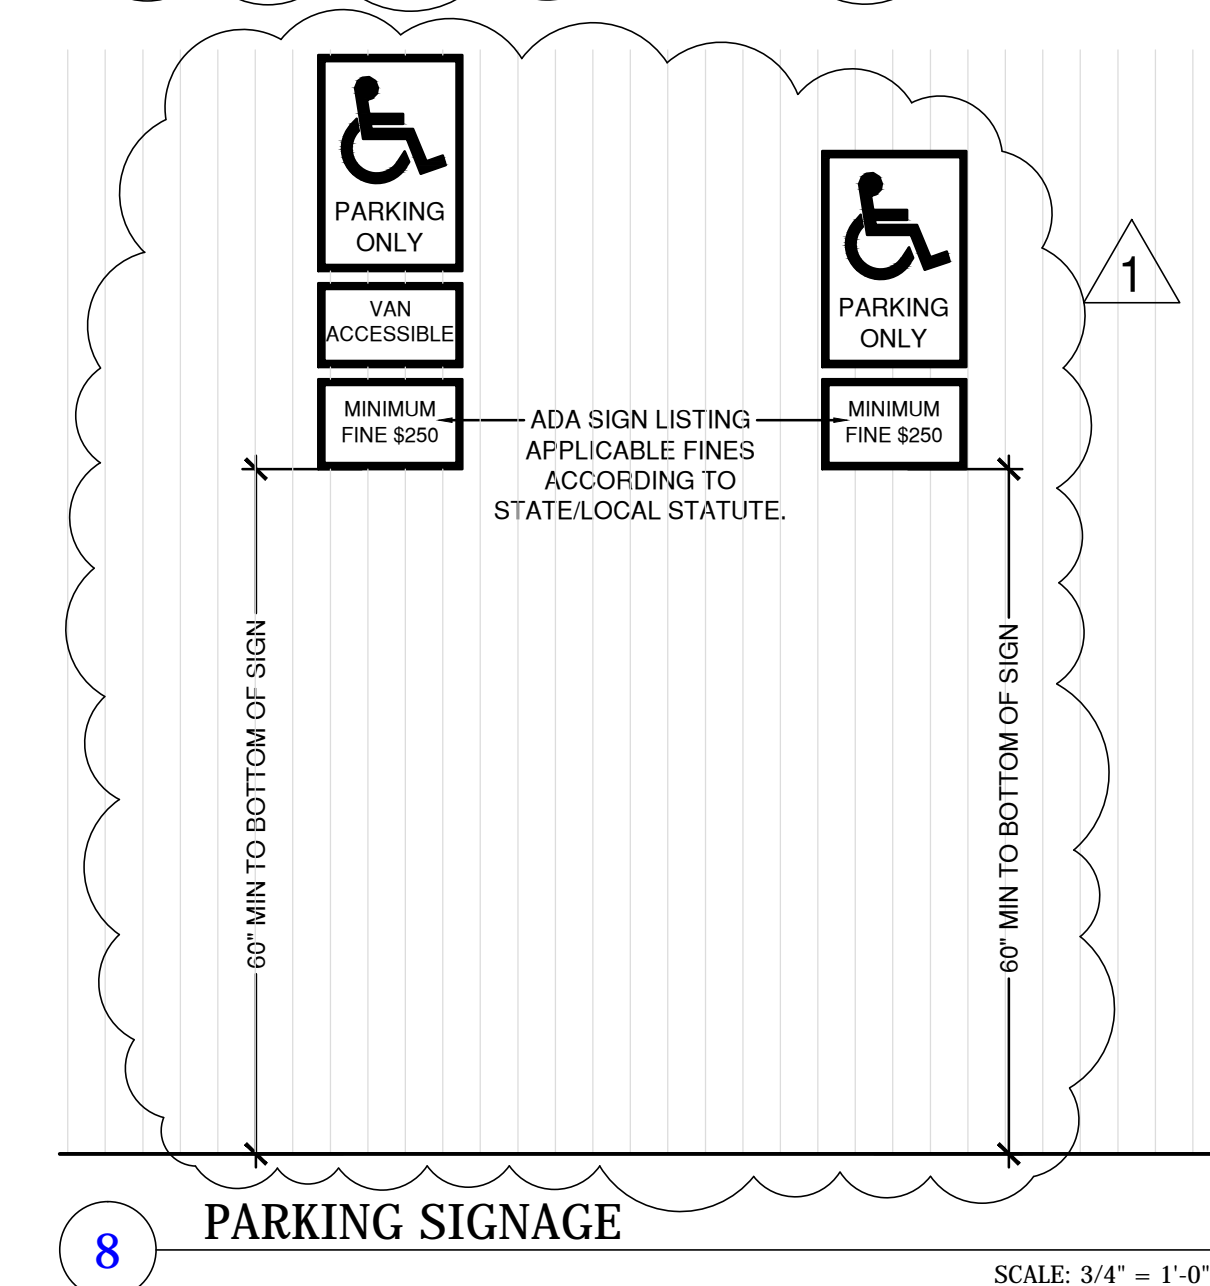 PARKING
ONLY
VAN
ACCESSIBLE
MINIMUM
FINE $250
PARKING
ONLY
MINIMUM
FINE $250
ADA SIGN LISTING
APPLICABLE FINES
ACCORDING TO
STATE/LOCAL STATUTE.
1
60" MIN TO BOTTOM OF SIGN
60" MIN TO BOTTOM OF SIGN
8
PARKING SIGNAGE
SCALE: 3/4" = 1'-0"